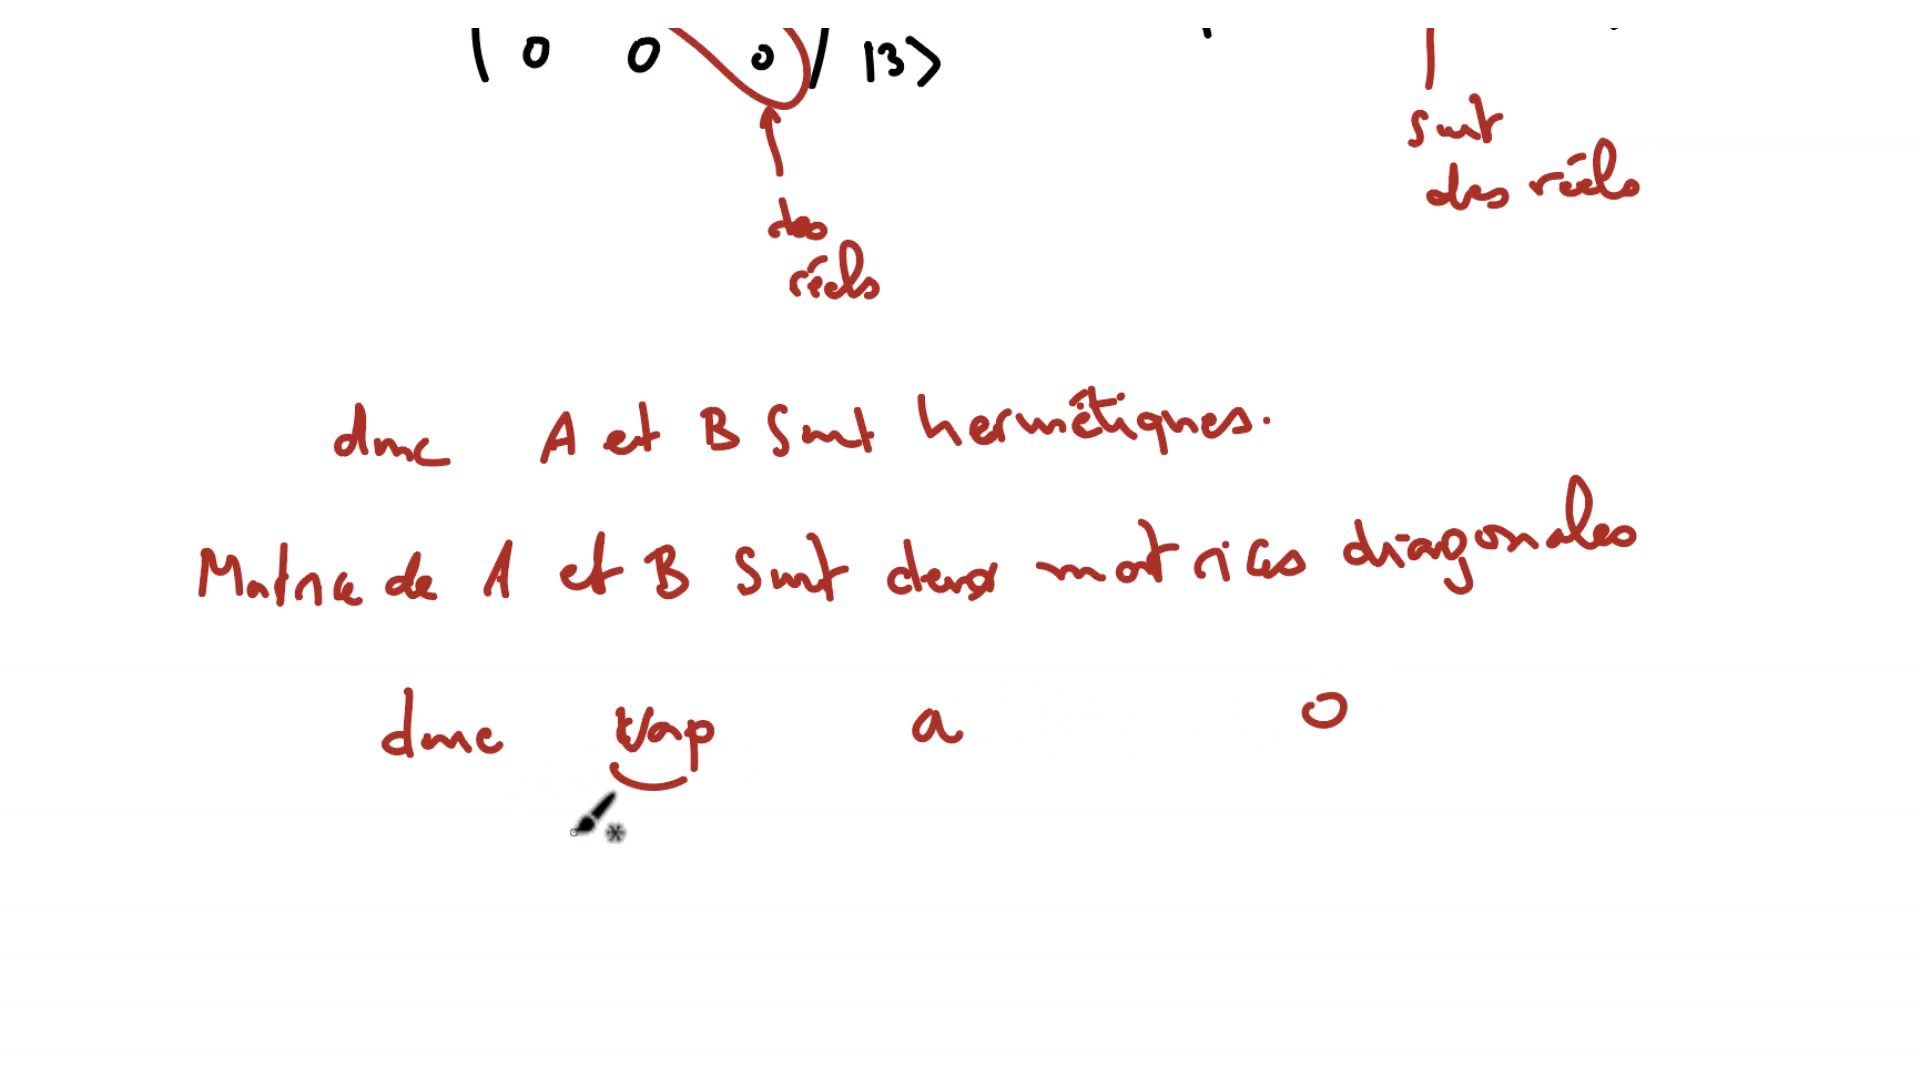 ( 0 0 0 ) |3>
sont
des réels
des
réels
donc A et B sont hermétiques.
Matrice de A et B sont deux matrices diagonales
donc vap a 0